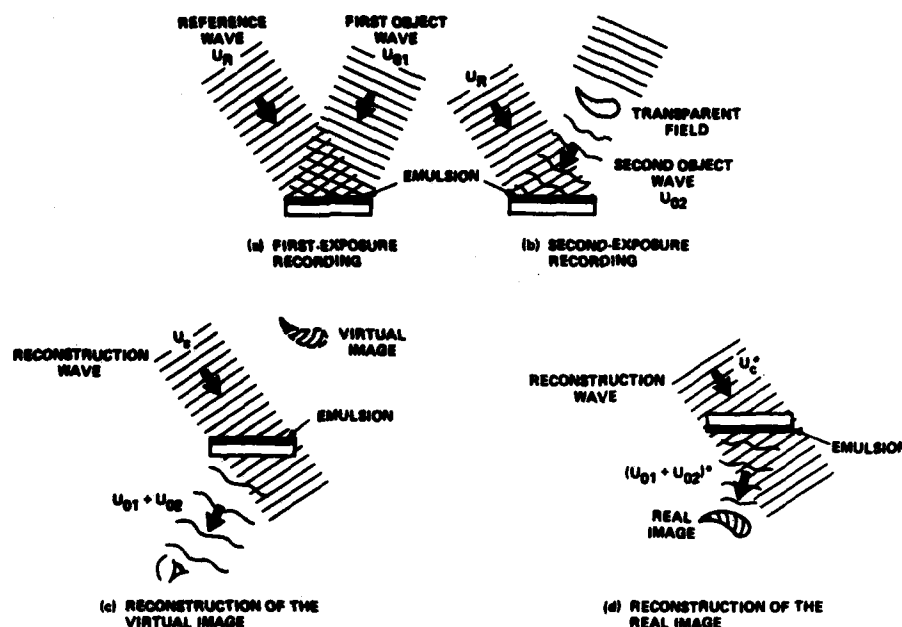 REFERENCE
WAVE
U_R
FIRST OBJECT
WAVE
U_01
EMULSION
(a) FIRST-EXPOSURE
RECORDING
U_R
TRANSPARENT
FIELD
SECOND OBJECT
WAVE
U_02
(b) SECOND-EXPOSURE
RECORDING
RECONSTRUCTION
WAVE
VIRTUAL
IMAGE
EMULSION
U_01 + U_02
(c) RECONSTRUCTION OF THE
VIRTUAL IMAGE
RECONSTRUCTION
WAVE
U_C*
EMULSION
(U_01 + U_02)*
REAL
IMAGE
(d) RECONSTRUCTION OF THE
REAL IMAGE